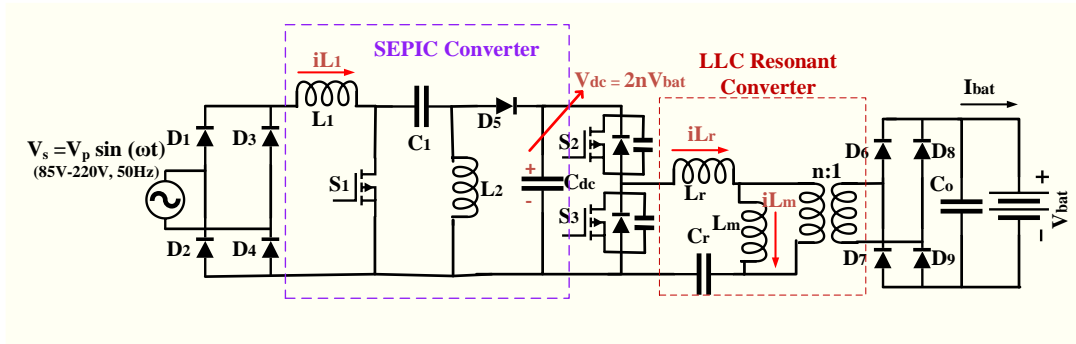 SEPIC Converter
LLC Resonant
Converter
iL1
Vdc = 2nVbat
Ibat
L1
C1
D5
D1
D3
Vs =Vp sin (ωt)
(85V-220V, 50Hz)
S1
L2
+
Cdc
-
S2
S3
iLr
Lr
n:1
iLm
Lm
Cr
D6
D8
Co
+
Vbat
-
D2
D4
D7
D9